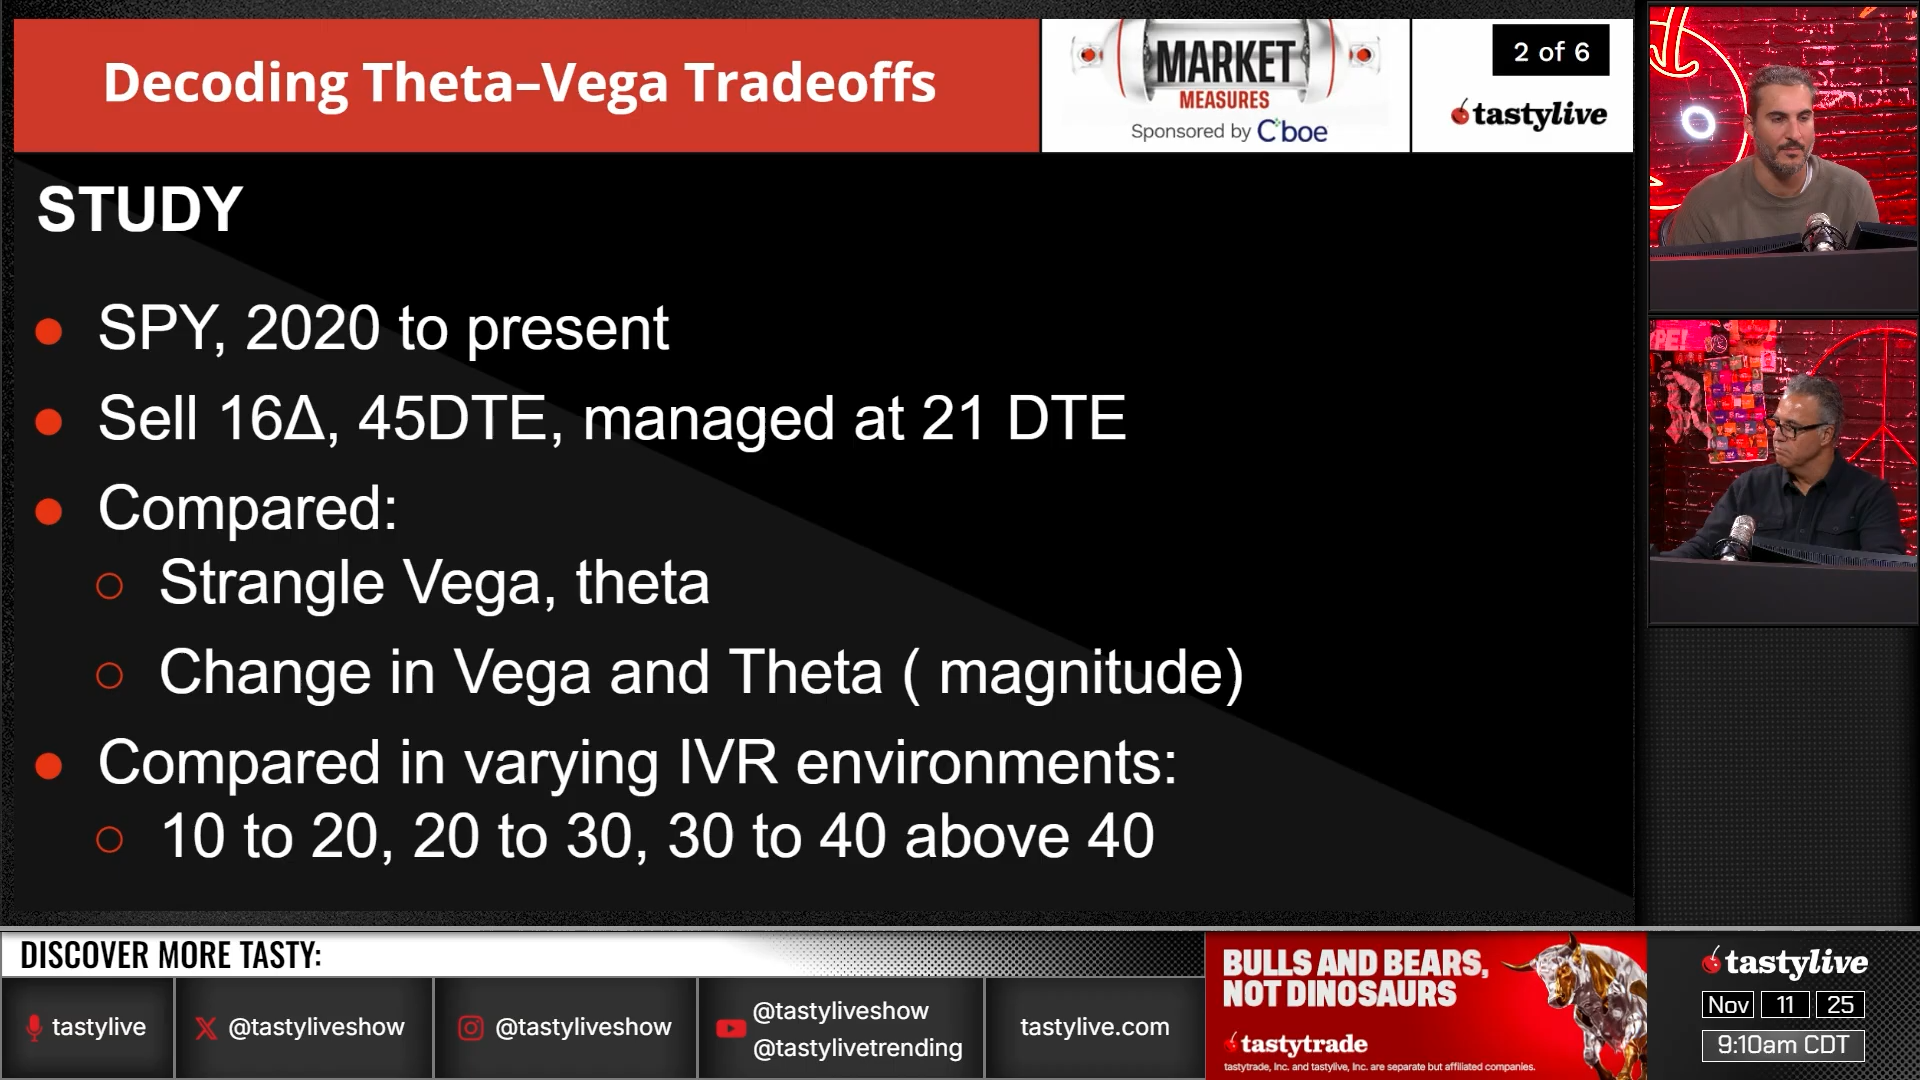 Decoding Theta–Vega Tradeoffs
MARKET
MEASURES
Sponsored by Cboe
2 of 6
tastylive
STUDY
SPY, 2020 to present
Sell 16Δ, 45DTE, managed at 21 DTE
Compared:
Strangle Vega, theta
Change in Vega and Theta ( magnitude)
Compared in varying IVR environments:
10 to 20, 20 to 30, 30 to 40 above 40
DISCOVER MORE TASTY:
tastylive
@tastyliveshow
@tastyliveshow
@tastyliveshow
@tastylivetrending
tastylive.com
BULLS AND BEARS,
NOT DINOSAURS
tastytrade
tastytrade, Inc. and tastylive, Inc. are separate but affiliated companies.
tastylive
Nov 11 25
9:10am CDT